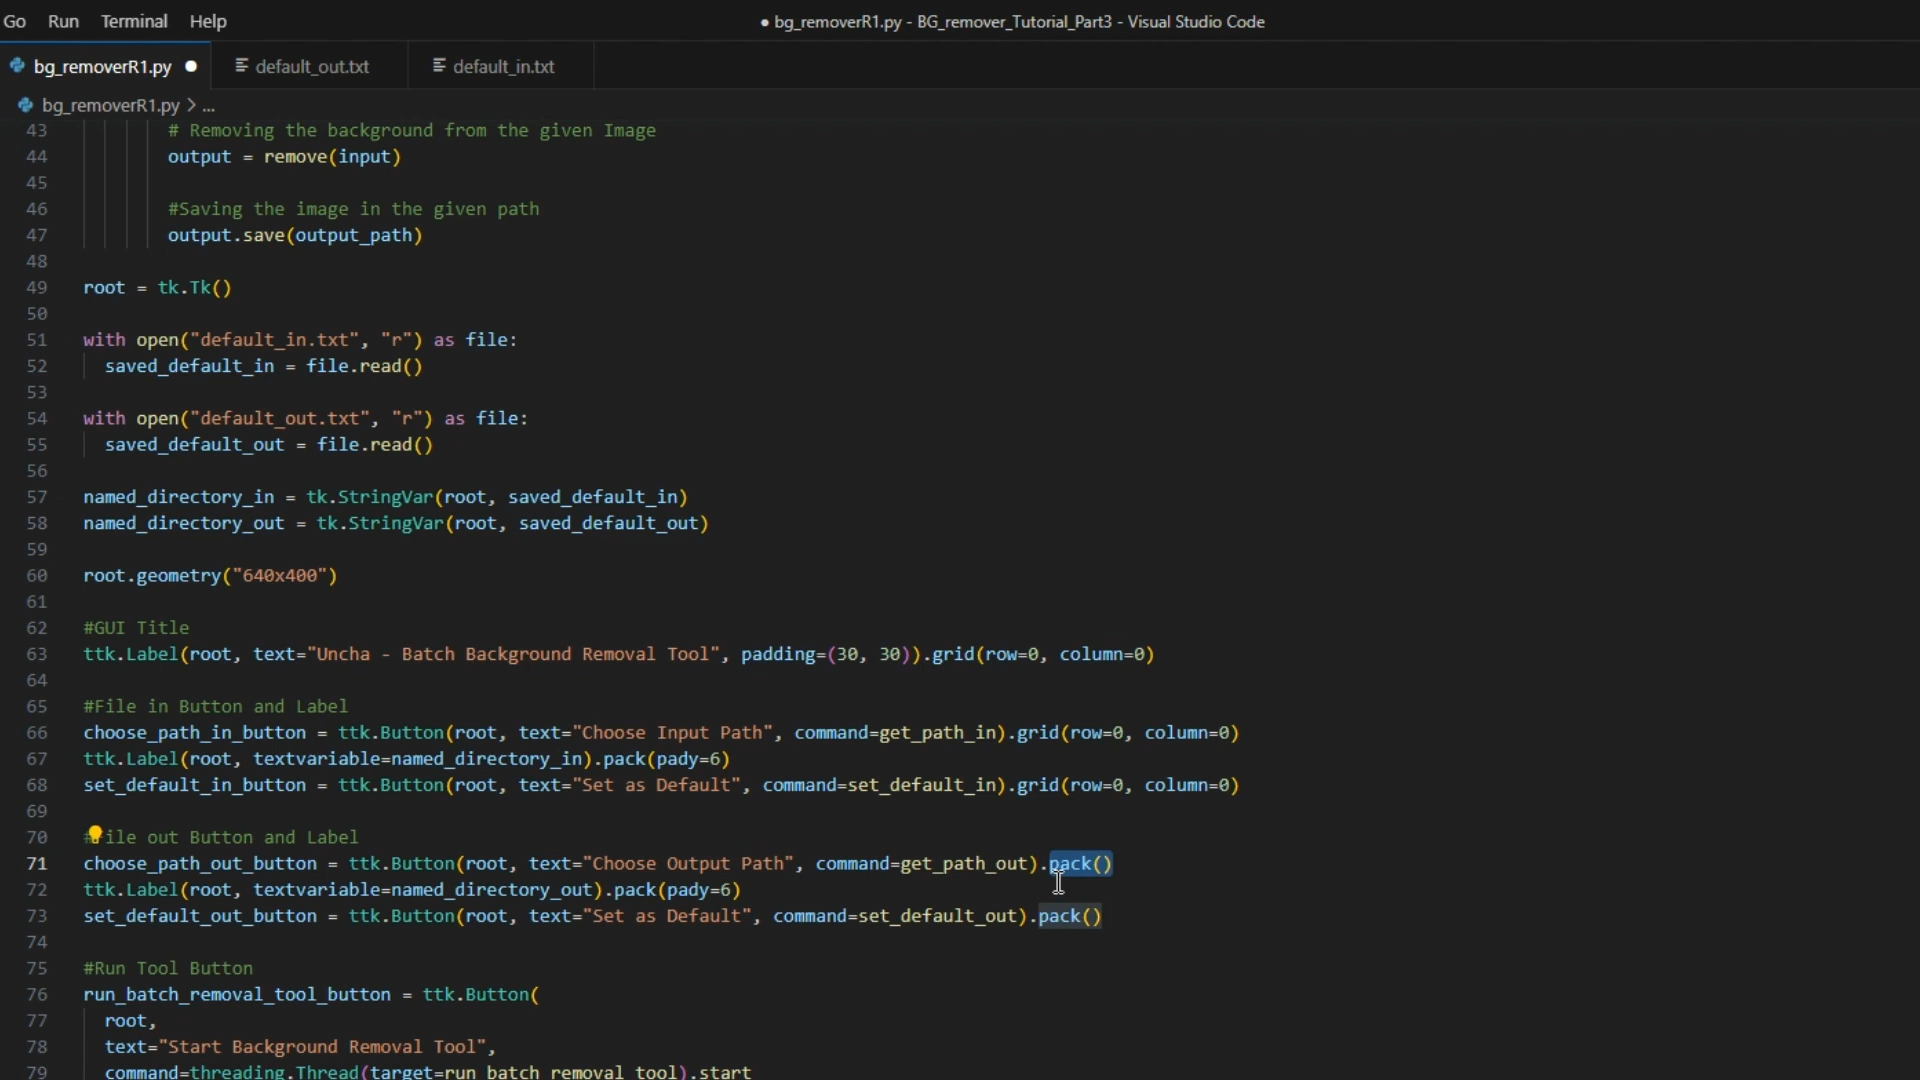 Go Run Terminal Help ● bg_removerR1.py - BG_remover_Tutorial_Part3 - Visual Studio Code
bg_removerR1.py ● default_out.txt default_in.txt
bg_removerR1.py > ...
43 # Removing the background from the given Image
44 output = remove(input)
45
46 #Saving the image in the given path
47 output.save(output_path)
48
49 root = tk.Tk()
50
51 with open("default_in.txt", "r") as file:
52 saved_default_in = file.read()
53
54 with open("default_out.txt", "r") as file:
55 saved_default_out = file.read()
56
57 named_directory_in = tk.StringVar(root, saved_default_in)
58 named_directory_out = tk.StringVar(root, saved_default_out)
59
60 root.geometry("640x400")
61
62 #GUI Title
63 ttk.Label(root, text="Uncha - Batch Background Removal Tool", padding=(30, 30)).grid(row=0, column=0)
64
65 #File in Button and Label
66 choose_path_in_button = ttk.Button(root, text="Choose Input Path", command=get_path_in).grid(row=0, column=0)
67 ttk.Label(root, textvariable=named_directory_in).pack(pady=6)
68 set_default_in_button = ttk.Button(root, text="Set as Default", command=set_default_in).grid(row=0, column=0)
69
70 #ile out Button and Label
71 choose_path_out_button = ttk.Button(root, text="Choose Output Path", command=get_path_out).pack()
72 ttk.Label(root, textvariable=named_directory_out).pack(pady=6)
73 set_default_out_button = ttk.Button(root, text="Set as Default", command=set_default_out).pack()
74
75 #Run Tool Button
76 run_batch_removal_tool_button = ttk.Button(
77 root,
78 text="Start Background Removal Tool",
79 command=threading.Thread(target=run_batch_removal_tool).start